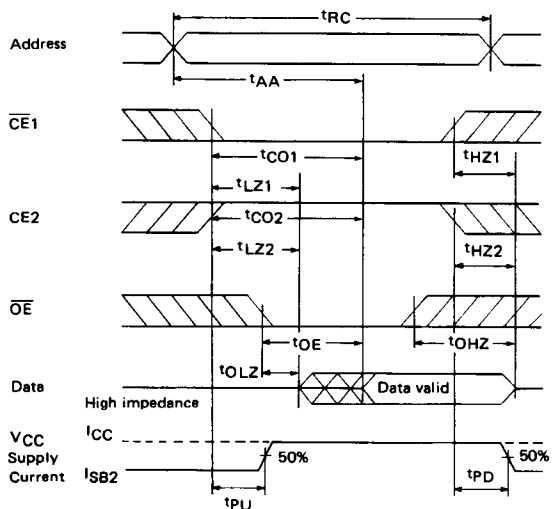 tRC
Address
tAA
CE1
tCO1
tHZ1
tLZ1
CE2
tCO2
tLZ2
tHZ2
OE
tOE
tOHZ
tOLZ
Data
Data valid
High impedance
VCC ICC
Supply
50% 50%
Current ISB2
tPU tPD